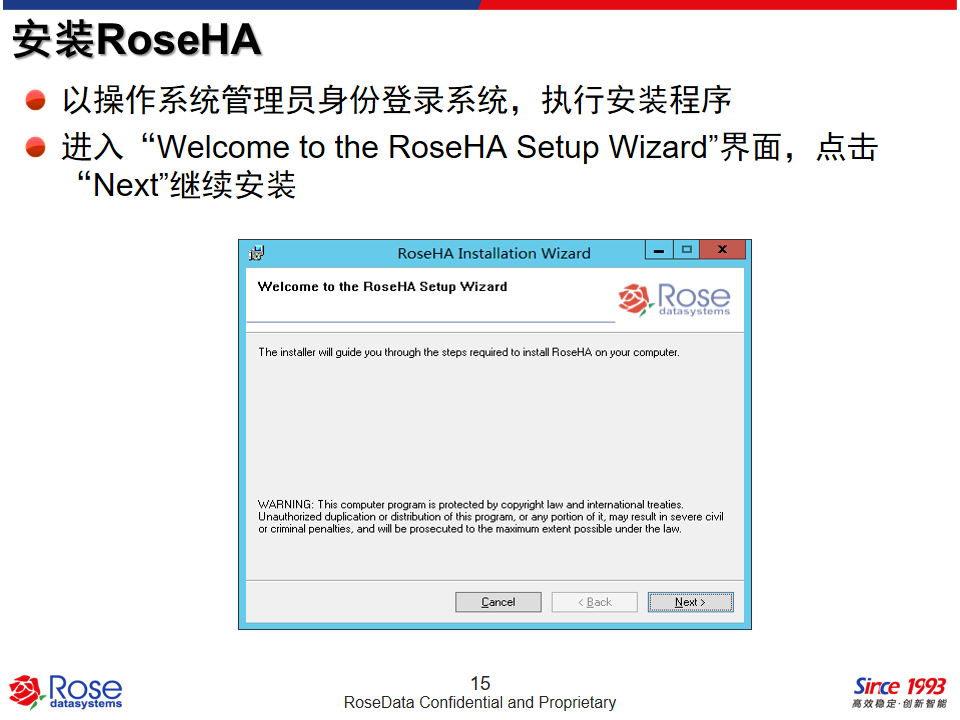 安装RoseHA
以操作系统管理员身份登录系统，执行安装程序
进入“Welcome to the RoseHA Setup Wizard”界面，点击
“Next”继续安装
RoseHA Installation Wizard
Welcome to the RoseHA Setup Wizard
Rose
datasystems
The installer will guide you through the steps required to install RoseHA on your computer.
WARNING: This computer program is protected by copyright law and international treaties.
Unauthorized duplication or distribution of this program, or any portion of it, may result in severe civil
or criminal penalties, and will be prosecuted to the maximum extent possible under the law.
Cancel
< Back
Next >
Rose
datasystems
15
RoseData Confidential and Proprietary
Since 1993
高效稳定·创新智能